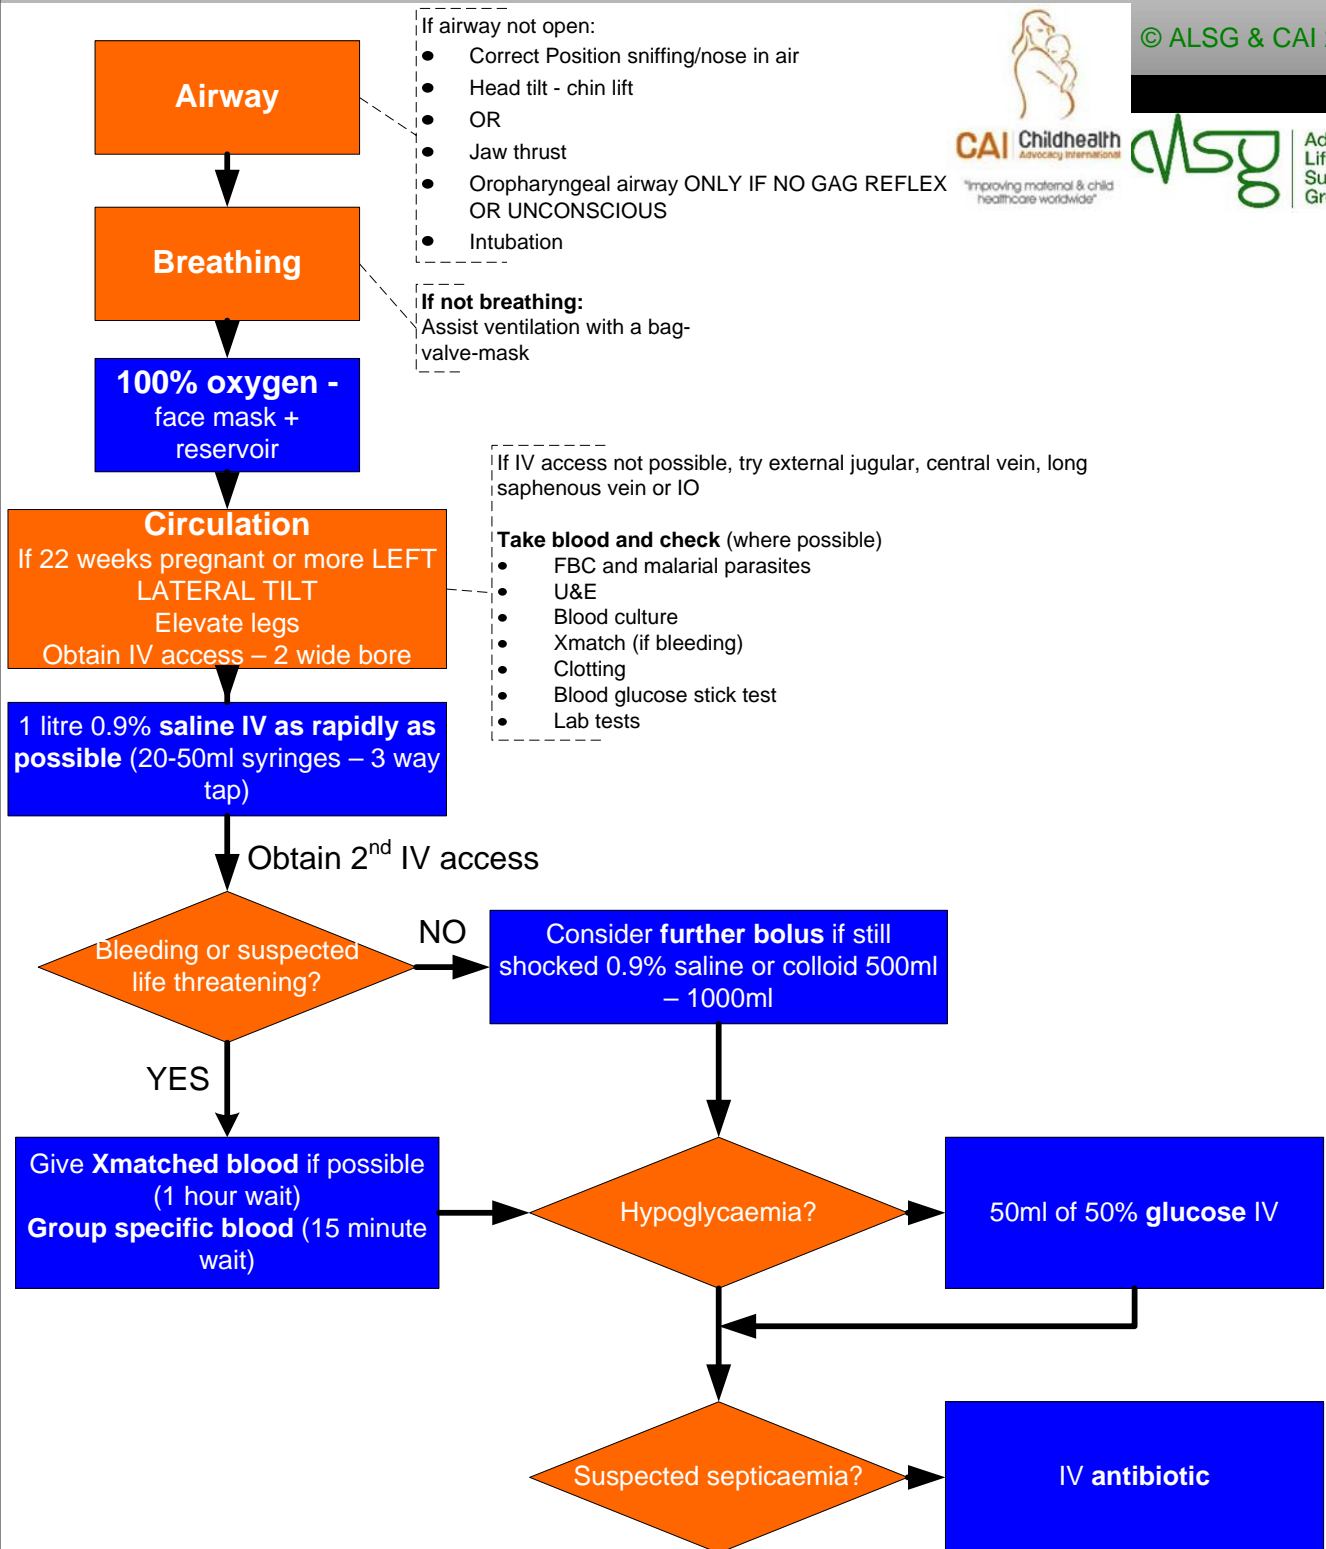 © ALSG & CAI
If airway not open:
● Correct Position sniffing/nose in air
● Head tilt - chin lift
● OR
● Jaw thrust
● Oropharyngeal airway ONLY IF NO GAG REFLEX
OR UNCONSCIOUS
● Intubation
CAI Childhealth
Advocacy International
"Improving maternal & child
healthcare worldwide"
alsg
Airway
Breathing
If not breathing:
Assist ventilation with a bag-
valve-mask
100% oxygen -
face mask +
reservoir
Circulation
If 22 weeks pregnant or more LEFT
LATERAL TILT
Elevate legs
Obtain IV access – 2 wide bore
If IV access not possible, try external jugular, central vein, long
saphenous vein or IO
Take blood and check (where possible)
● FBC and malarial parasites
● U&E
● Blood culture
● Xmatch (if bleeding)
● Clotting
● Blood glucose stick test
● Lab tests
1 litre 0.9% saline IV as rapidly as
possible (20-50ml syringes – 3 way
tap)
Obtain 2nd IV access
Bleeding or suspected
life threatening?
NO
Consider further bolus if still
shocked 0.9% saline or colloid 500ml
– 1000ml
YES
Give Xmatched blood if possible
(1 hour wait)
Group specific blood (15 minute
wait)
Hypoglycaemia?
50ml of 50% glucose IV
Suspected septicaemia?
IV antibiotic